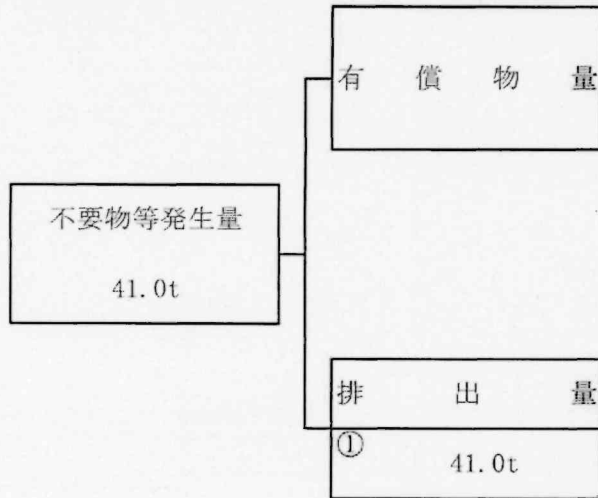 有償物量
不要物等発生量
41.0t
排出量
①
41.0t